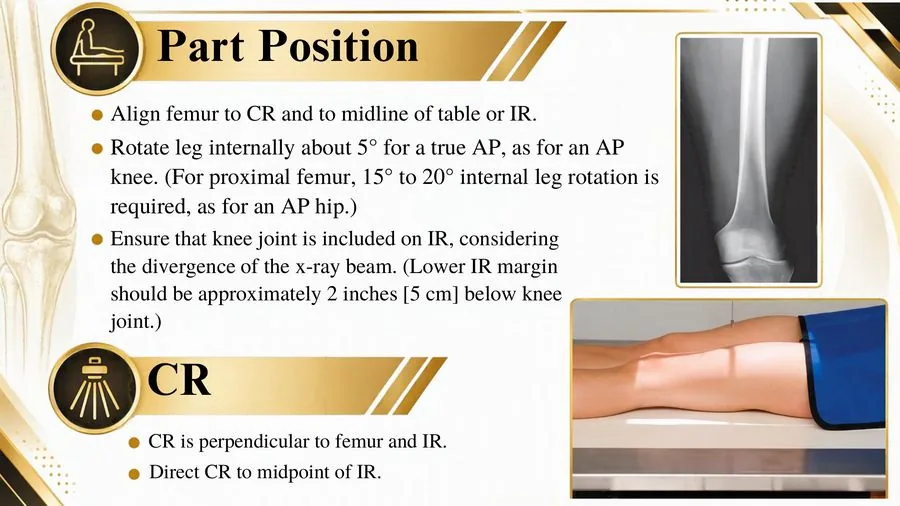 Part Position
Align femur to CR and to midline of table or IR.
Rotate leg internally about 5° for a true AP, as for an AP
knee. (For proximal femur, 15° to 20° internal leg rotation is
required, as for an AP hip.)
Ensure that knee joint is included on IR, considering
the divergence of the x-ray beam. (Lower IR margin
should be approximately 2 inches [5 cm] below knee
joint.)
CR
CR is perpendicular to femur and IR.
Direct CR to midpoint of IR.